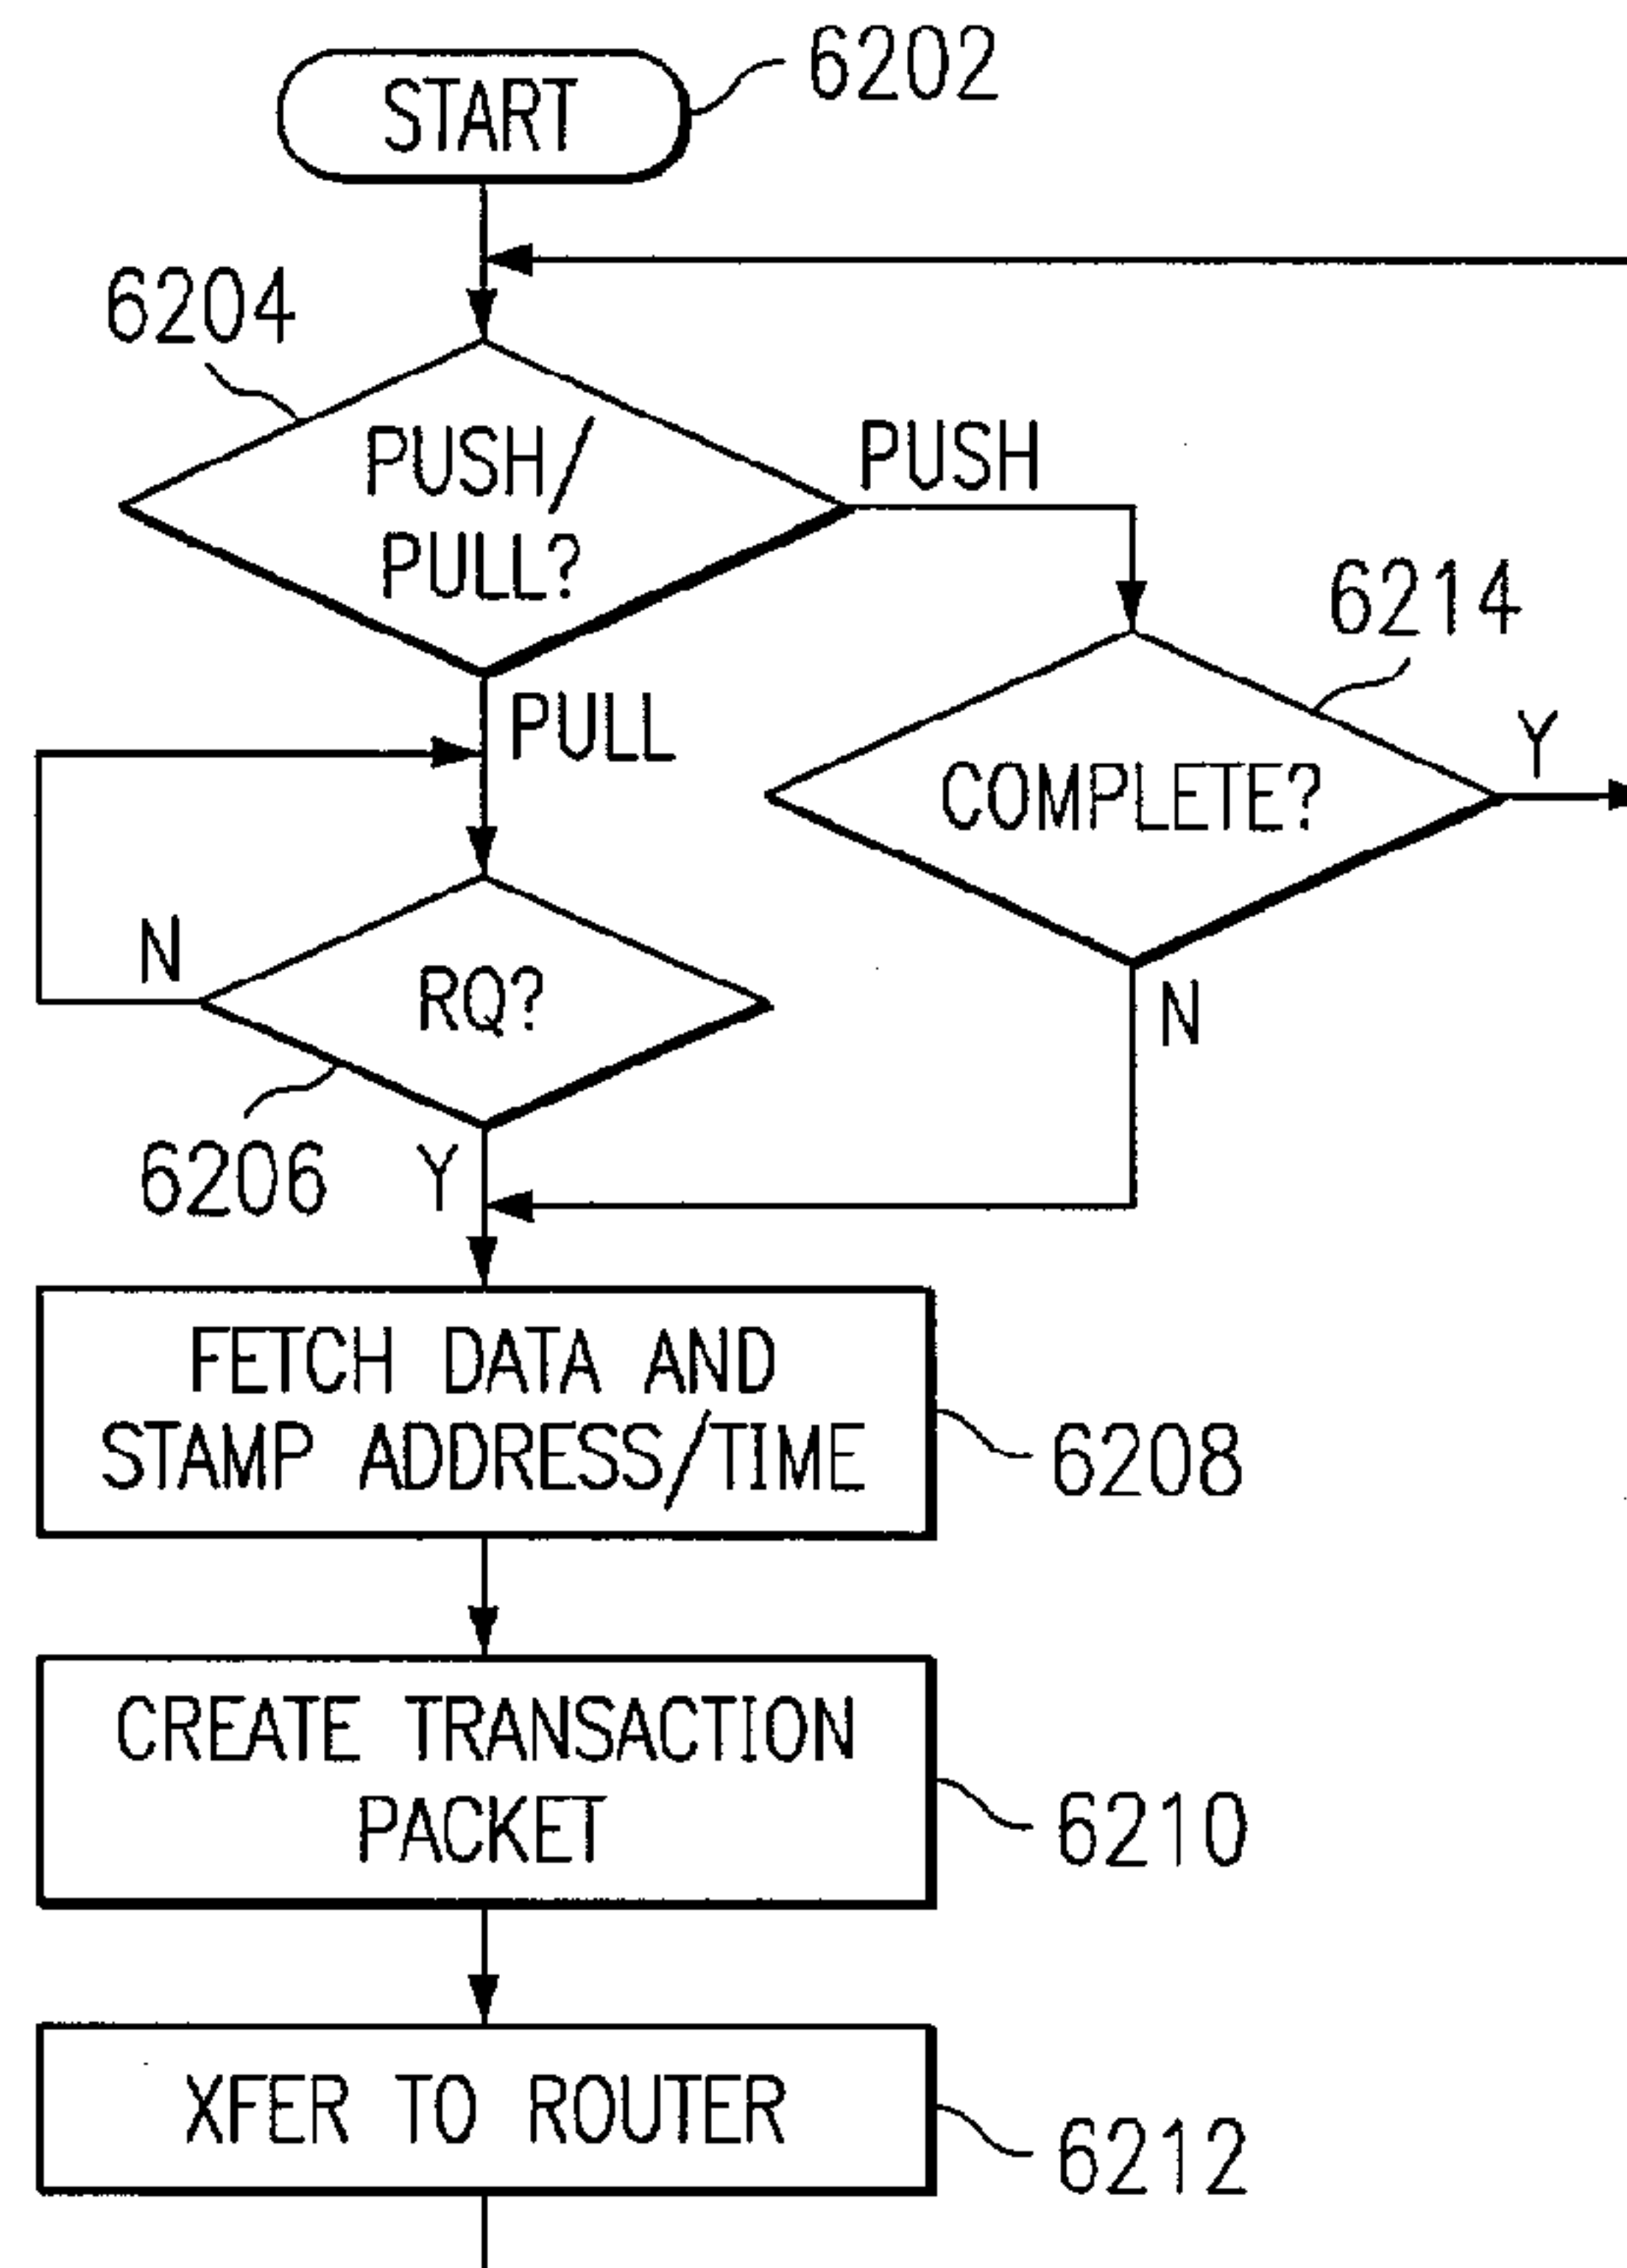 START
6202
6204
PUSH/
PULL?
PUSH
6214
PULL
COMPLETE?
Y
N
RQ?
N
6206
Y
FETCH DATA AND
STAMP ADDRESS/TIME
6208
CREATE TRANSACTION
PACKET
6210
XFER TO ROUTER
6212